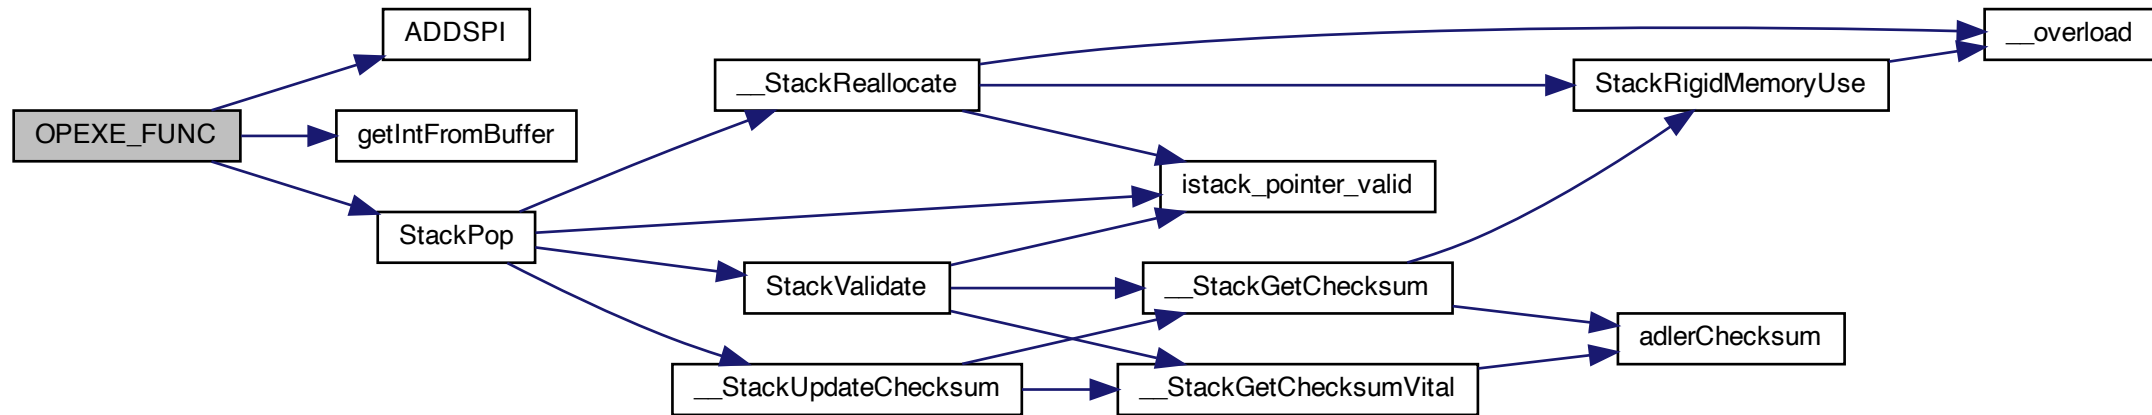 OPEXE_FUNC
ADDSPI
getIntFromBuffer
StackPop
__StackReallocate
StackValidate
__StackUpdateChecksum
istack_pointer_valid
__StackGetChecksum
__StackGetChecksumVital
StackRigidMemoryUse
adlerChecksum
__overload